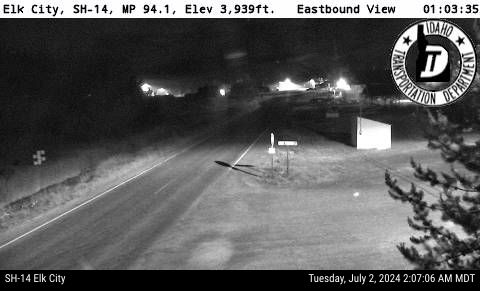 Elk City, SH-14, MP 94.1, Elev 3,939ft. Eastbound View 01:03:35
IDAHO
TRANSPORTATION DEPARTMENT
SH-14 Elk City Tuesday, July 2, 2024 2:07:06 AM MDT